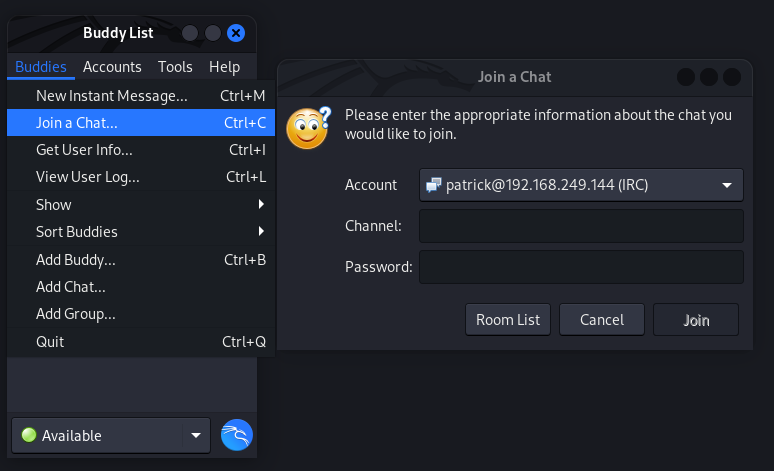 Buddy List
Buddies Accounts Tools Help
New Instant Message... Ctrl+M
Join a Chat... Ctrl+C
Get User Info... Ctrl+I
View User Log... Ctrl+L
Show
Sort Buddies
Add Buddy... Ctrl+B
Add Chat...
Add Group...
Quit Ctrl+Q
Available
Join a Chat
Please enter the appropriate information about the chat you
would like to join.
Account patrick@192.168.249.144 (IRC)
Channel:
Password:
Room List Cancel Join